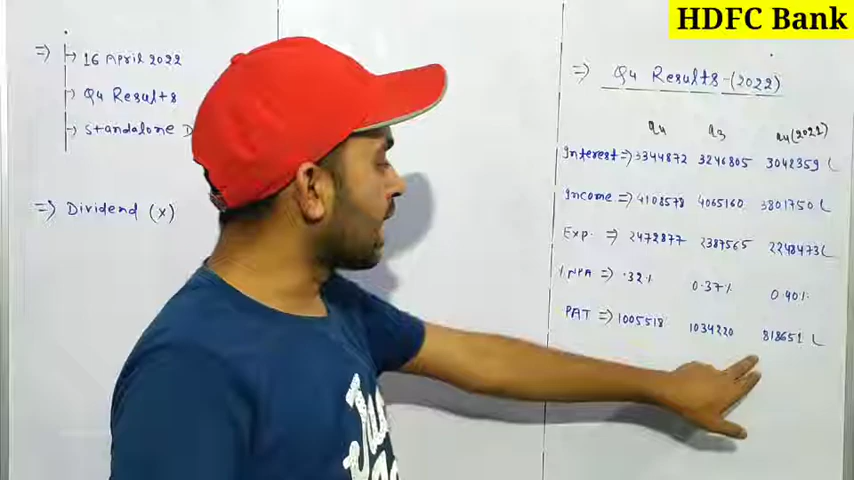 HDFC Bank
=> → 16 April 2022
→ Q4 Results
→ Standalone
=> Dividend (x)
=> Q4 Results - (2022)
Q4 Q3 Q4 (2022)
Interest => 3344872 3246805 3042359 L
Income => 4108578 4065160 3801750 L
Exp. => 2472877 2387565 2248473 L
NPA => .32% 0.37% 0.40%
PAT => 1005518 1034220 818651 L